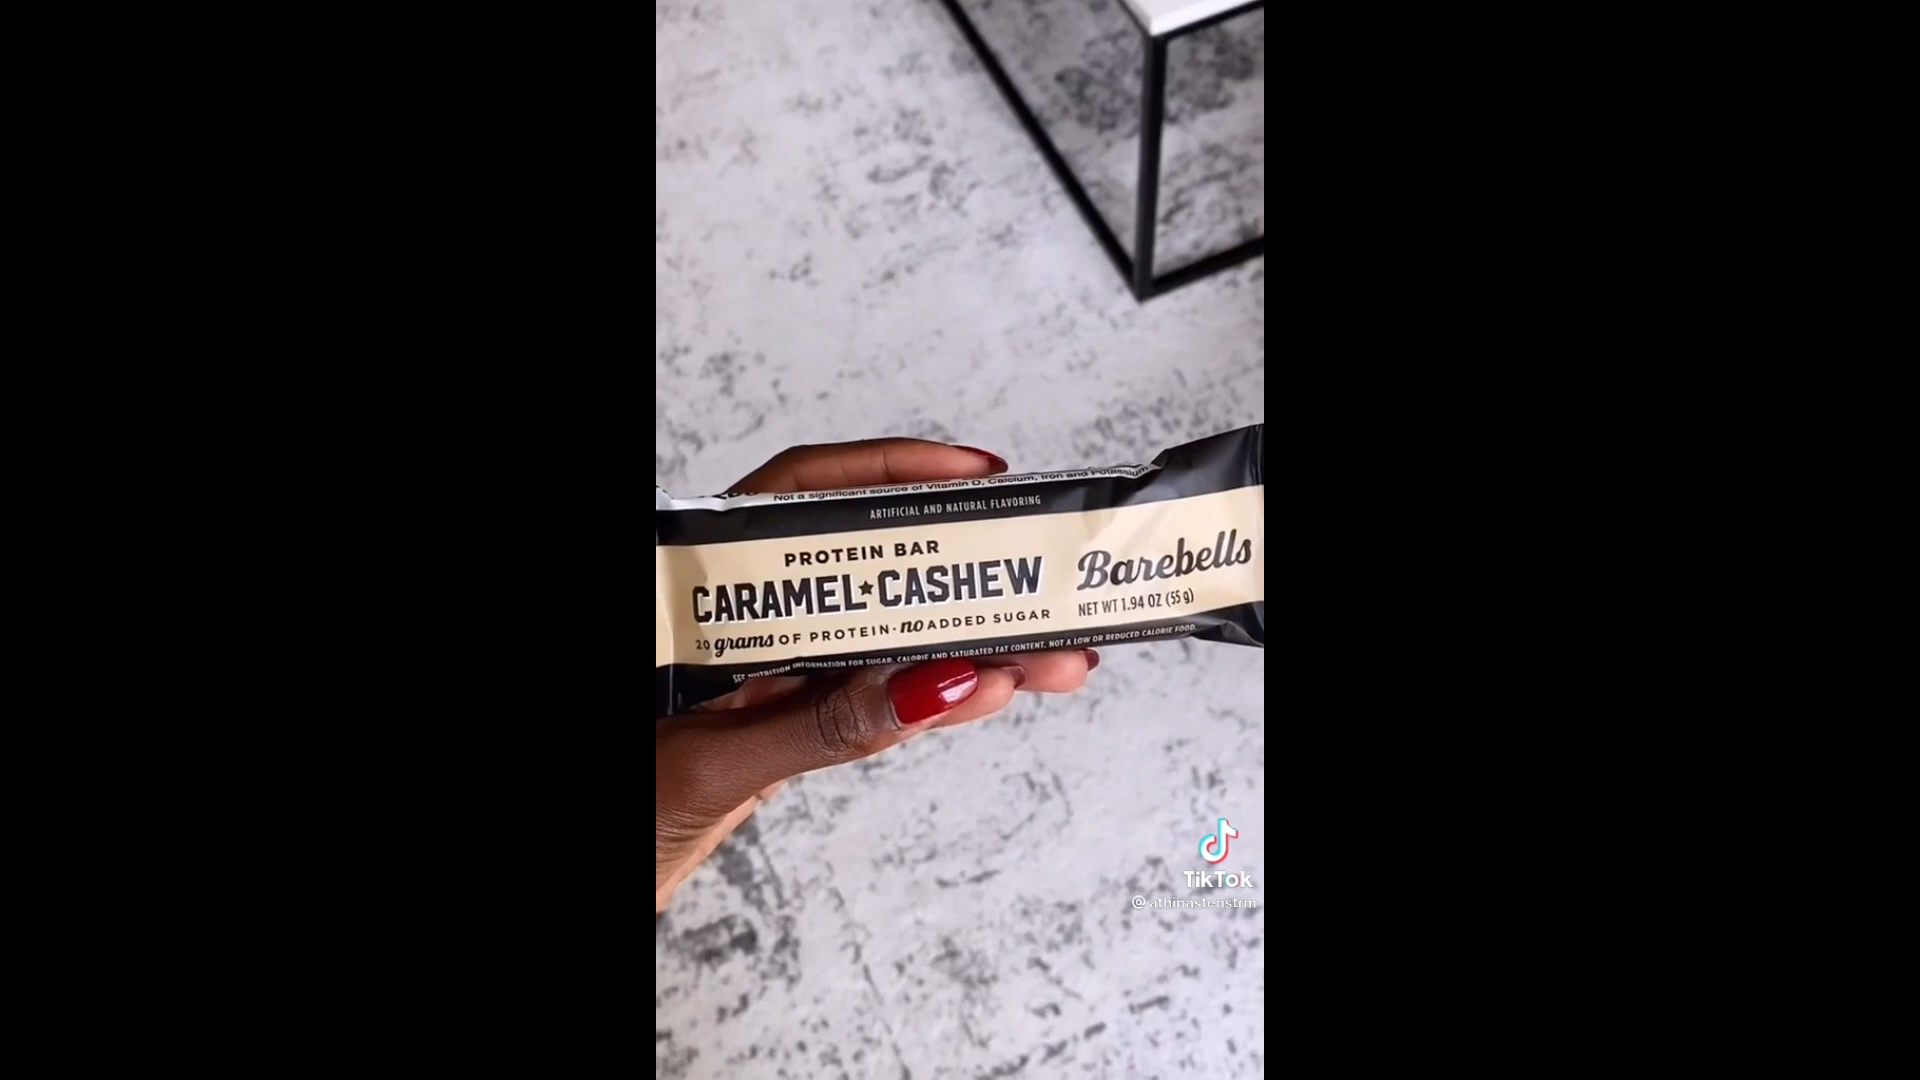 Not a significant source of Vitamin D, Calcium, Iron and Potassium
ARTIFICIAL AND NATURAL FLAVORING
PROTEIN BAR
CARAMEL★CASHEW
20 grams OF PROTEIN · no ADDED SUGAR
Barebells
NET WT 1.94 OZ (55 g)
SEE NUTRITION INFORMATION FOR SUGAR, CALORIE AND SATURATED FAT CONTENT. NOT A LOW OR REDUCED CALORIE FOOD.
TikTok
@athinastenstrm